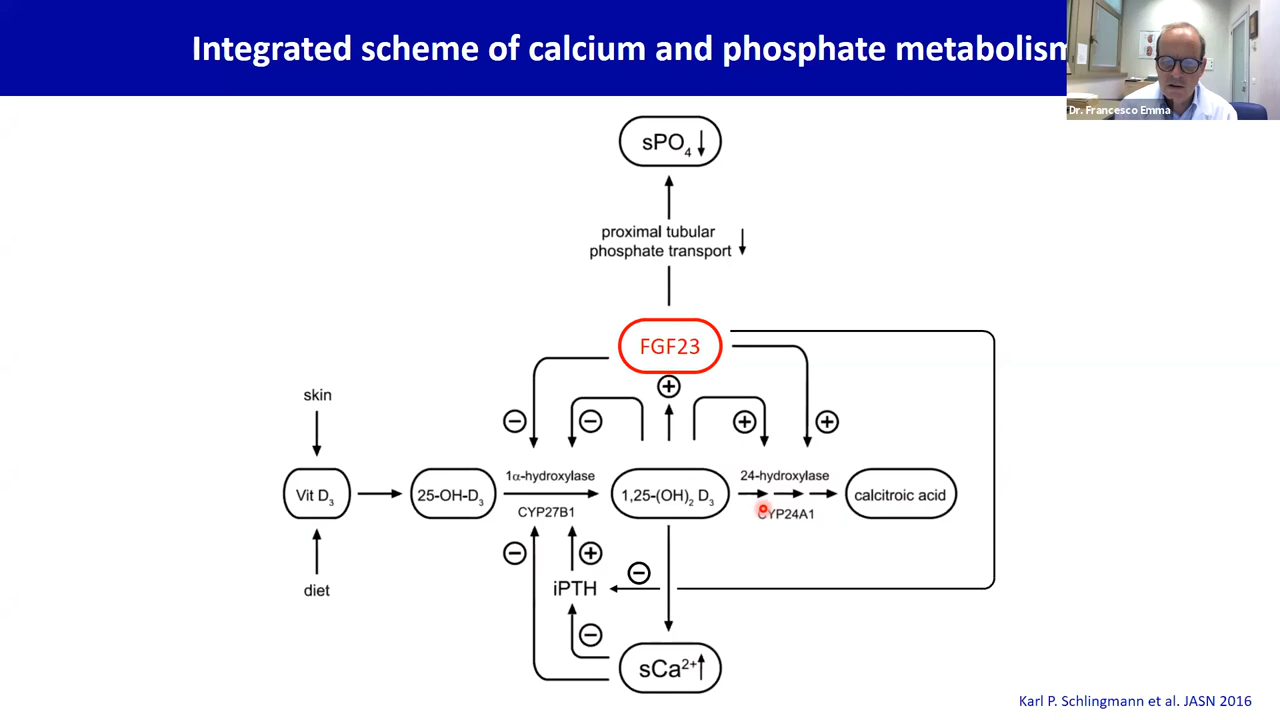 Integrated scheme of calcium and phosphate metabolism
Dr. Francesco Emma
sPO4 ↓
proximal tubular
phosphate transport ↓
FGF23
+
skin
− − + +
1α-hydroxylase
24-hydroxylase
Vit D3
25-OH-D3
1,25-(OH)2 D3
calcitroic acid
CYP27B1
CYP24A1
− + −
diet
iPTH
−
sCa2+↑
Karl P. Schlingmann et al. JASN 2016